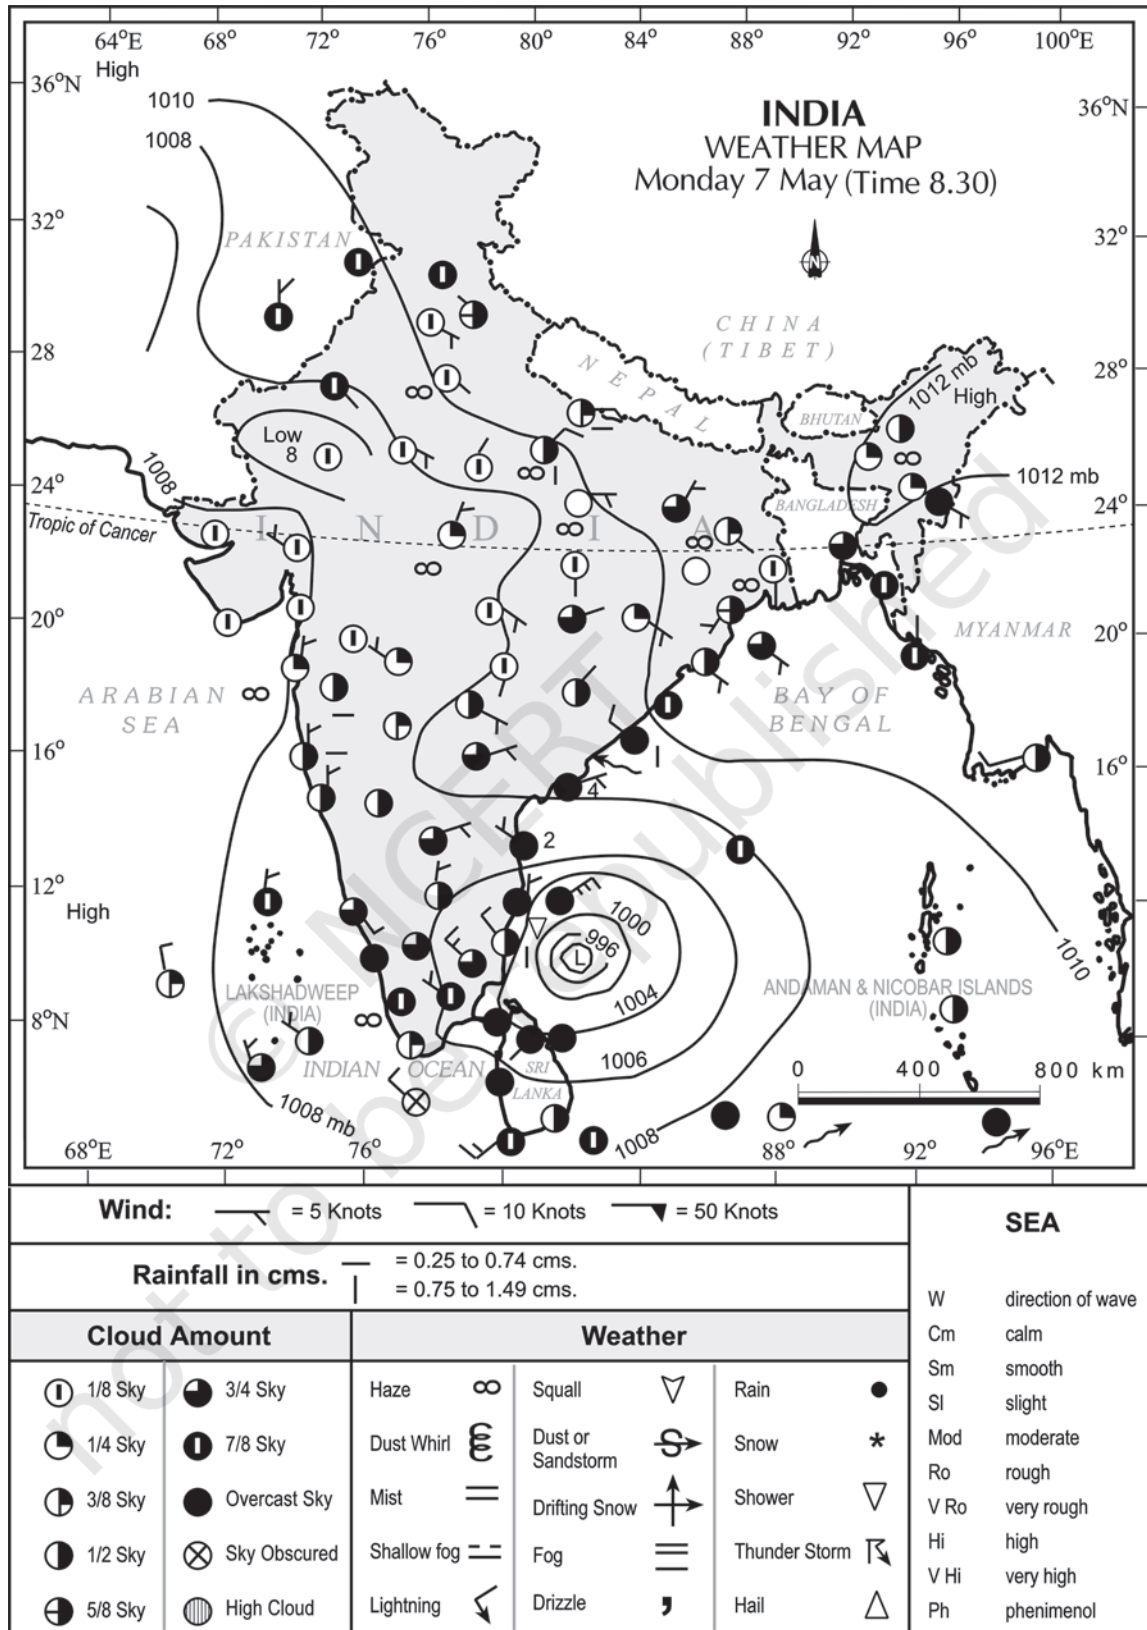 64°E 68° 72° 76° 80° 84° 88° 92° 96° 100°E
High
36°N
36°N
1010
1008
INDIA
WEATHER MAP
Monday 7 May (Time 8.30)
32°
32°
PAKISTAN
CHINA
(TIBET)
NEPAL
28
28°
BHUTAN
1012 mb
High
Low
8
1008
1012 mb
24°
24°
BANGLADESH
Tropic of Cancer
INDIA
20°
20°
MYANMAR
ARABIAN
SEA
BAY OF
BENGAL
16°
16°
4
2
12°
High
1000
996
L
1004
1006
1010
LAKSHADWEEP
(INDIA)
ANDAMAN & NICOBAR ISLANDS
(INDIA)
8°N
INDIAN OCEAN
SRI
LANKA
0 400 800 km
1008 mb
1008
68°E 72° 76° 88° 92° 96°E
© NCERT
not to be republished
Wind: = 5 Knots = 10 Knots = 50 Knots
Rainfall in cms. = 0.25 to 0.74 cms.
= 0.75 to 1.49 cms.
Cloud Amount
1/8 Sky 3/4 Sky
1/4 Sky 7/8 Sky
3/8 Sky Overcast Sky
1/2 Sky Sky Obscured
5/8 Sky High Cloud
Weather
Haze Squall Rain
Dust Whirl Dust or
Sandstorm Snow
Mist Drifting Snow Shower
Shallow fog Fog Thunder Storm
Lightning Drizzle Hail
SEA
W direction of wave
Cm calm
Sm smooth
Sl slight
Mod moderate
Ro rough
V Ro very rough
Hi high
V Hi very high
Ph phenimenol